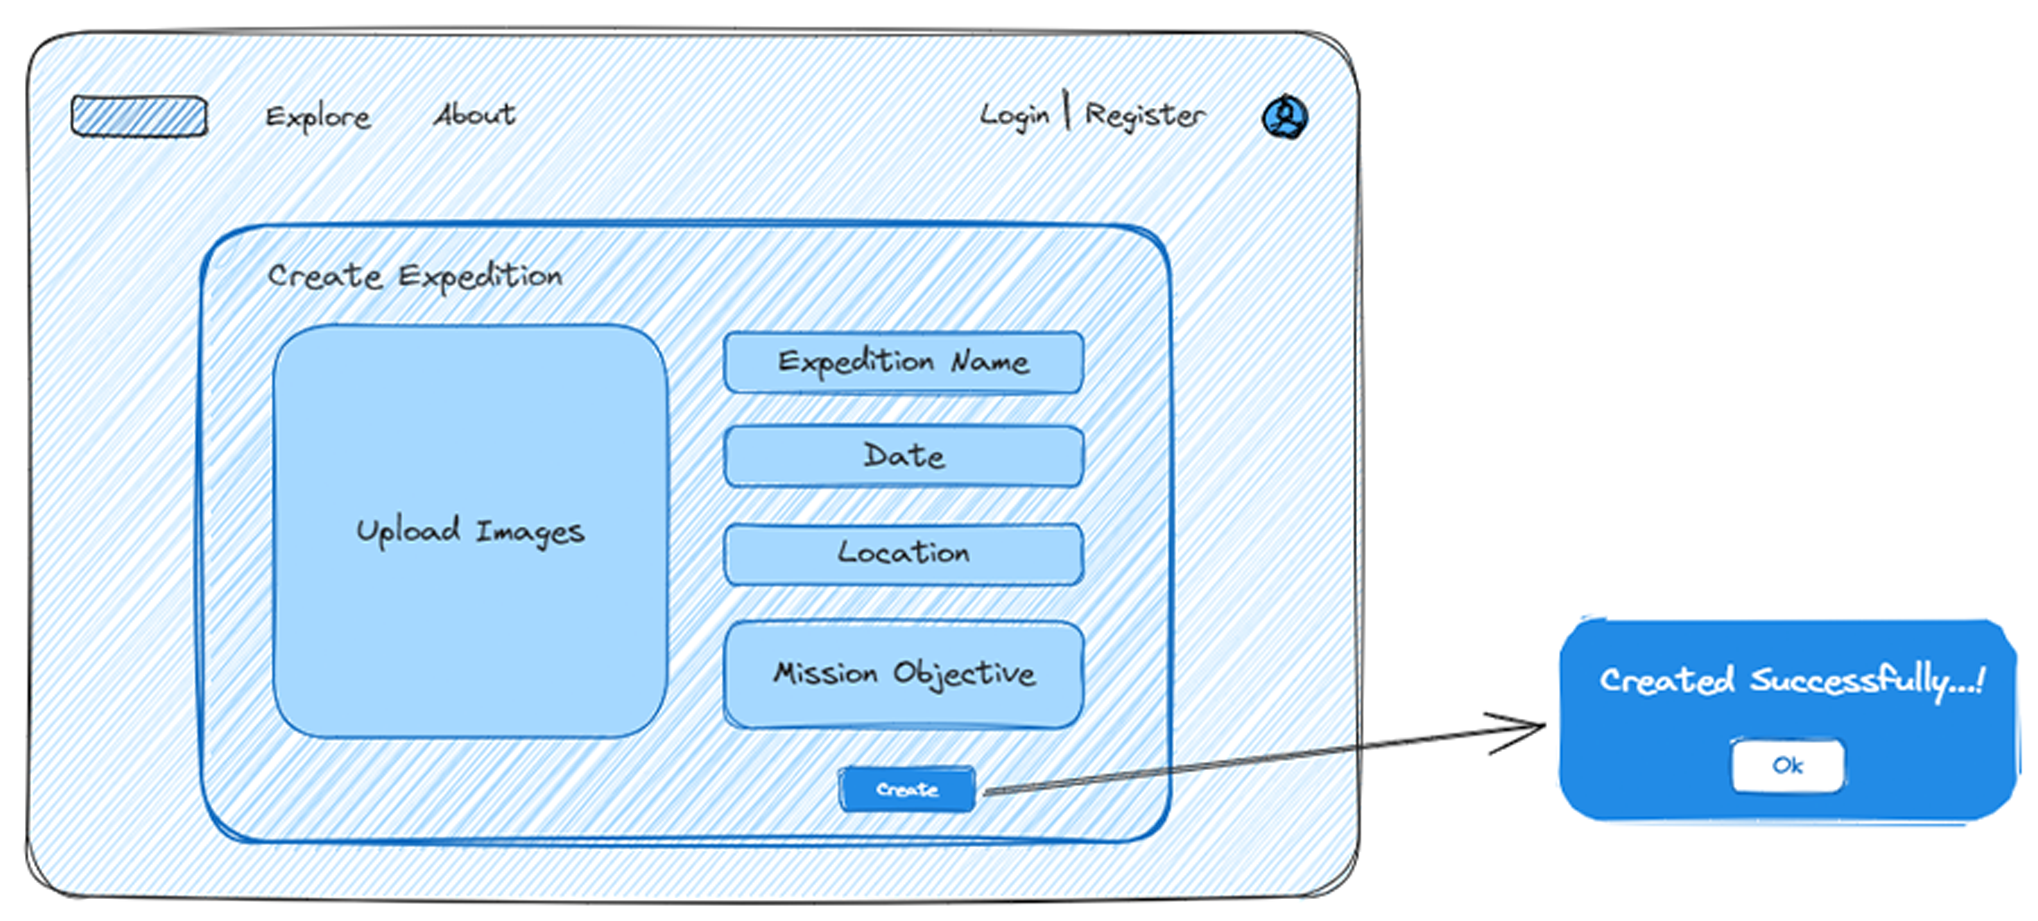 Explore About Login | Register
Create Expedition
Upload Images
Expedition Name
Date
Location
Mission Objective
Create
Created Successfully...!
Ok